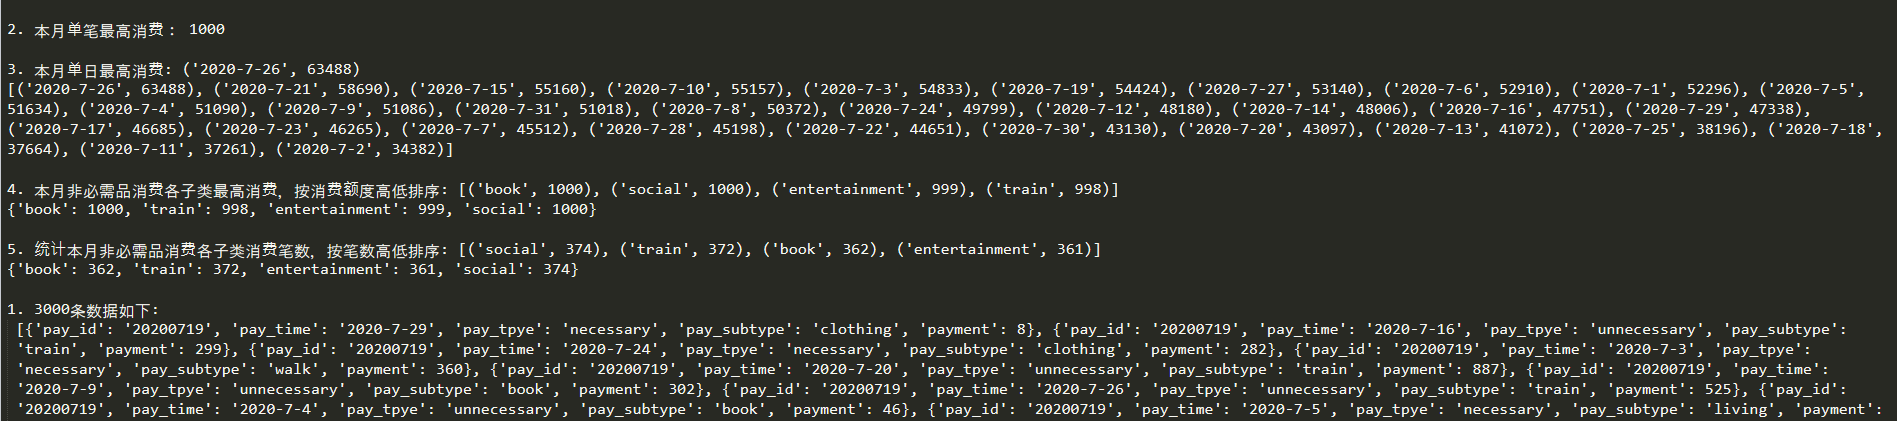 2. 本月单笔最高消费： 1000
3. 本月单日最高消费: ('2020-7-26', 63488)
[('2020-7-26', 63488), ('2020-7-21', 58690), ('2020-7-15', 55160), ('2020-7-10', 55157), ('2020-7-3', 54833), ('2020-7-19', 54424), ('2020-7-27', 53140), ('2020-7-6', 52910), ('2020-7-1', 52296), ('2020-7-5',
51634), ('2020-7-4', 51090), ('2020-7-9', 51086), ('2020-7-31', 51018), ('2020-7-8', 50372), ('2020-7-24', 49799), ('2020-7-12', 48180), ('2020-7-14', 48006), ('2020-7-16', 47751), ('2020-7-29', 47338),
('2020-7-17', 46685), ('2020-7-23', 46265), ('2020-7-7', 45512), ('2020-7-28', 45198), ('2020-7-22', 44651), ('2020-7-30', 43130), ('2020-7-20', 43097), ('2020-7-13', 41072), ('2020-7-25', 38196), ('2020-7-18',
37664), ('2020-7-11', 37261), ('2020-7-2', 34382)]
4. 本月非必需品消费各子类最高消费，按消费额度高低排序: [('book', 1000), ('social', 1000), ('entertainment', 999), ('train', 998)]
{'book': 1000, 'train': 998, 'entertainment': 999, 'social': 1000}
5. 统计本月非必需品消费各子类消费笔数，按笔数高低排序: [('social', 374), ('train', 372), ('book', 362), ('entertainment', 361)]
{'book': 362, 'train': 372, 'entertainment': 361, 'social': 374}
1. 3000条数据如下:
[{'pay_id': '20200719', 'pay_time': '2020-7-29', 'pay_tpye': 'necessary', 'pay_subtype': 'clothing', 'payment': 8}, {'pay_id': '20200719', 'pay_time': '2020-7-16', 'pay_tpye': 'unnecessary', 'pay_subtype':
'train', 'payment': 299}, {'pay_id': '20200719', 'pay_time': '2020-7-24', 'pay_tpye': 'necessary', 'pay_subtype': 'clothing', 'payment': 282}, {'pay_id': '20200719', 'pay_time': '2020-7-3', 'pay_tpye':
'necessary', 'pay_subtype': 'walk', 'payment': 360}, {'pay_id': '20200719', 'pay_time': '2020-7-20', 'pay_tpye': 'unnecessary', 'pay_subtype': 'train', 'payment': 887}, {'pay_id': '20200719', 'pay_time':
'2020-7-9', 'pay_tpye': 'unnecessary', 'pay_subtype': 'book', 'payment': 302}, {'pay_id': '20200719', 'pay_time': '2020-7-26', 'pay_tpye': 'unnecessary', 'pay_subtype': 'train', 'payment': 525}, {'pay_id':
'20200719', 'pay_time': '2020-7-4', 'pay_tpye': 'unnecessary', 'pay_subtype': 'book', 'payment': 46}, {'pay_id': '20200719', 'pay_time': '2020-7-5', 'pay_tpye': 'necessary', 'pay_subtype': 'living', 'payment':